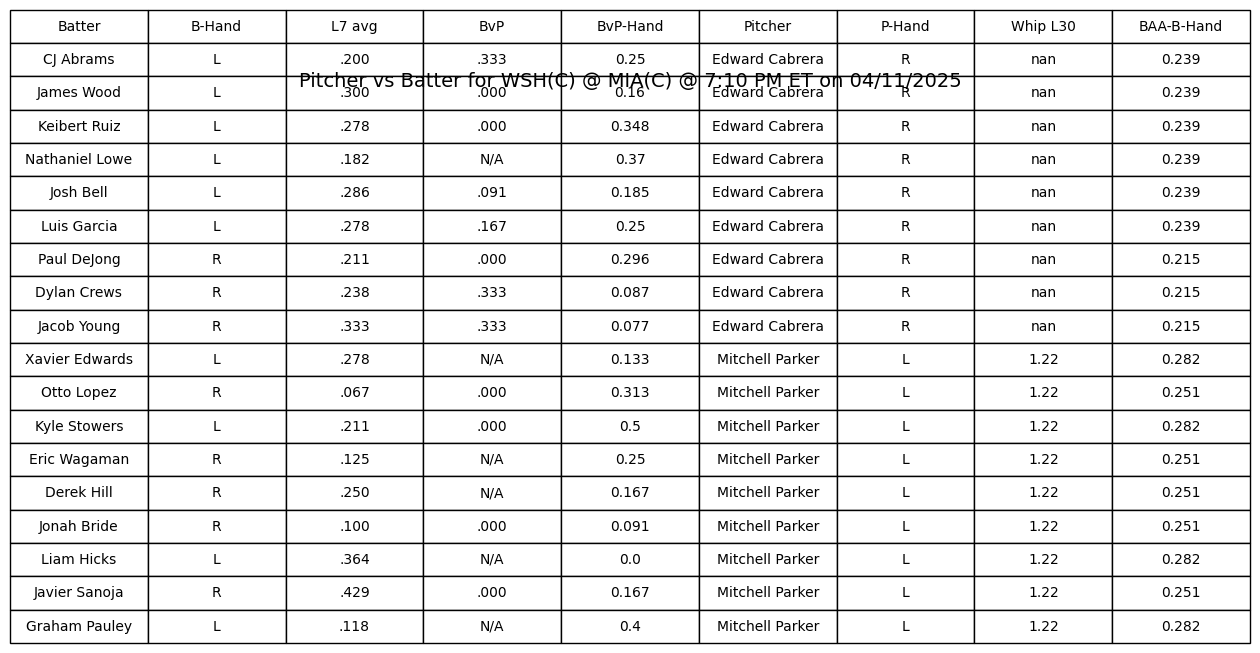 Batter B-Hand L7 avg BvP BvP-Hand Pitcher P-Hand Whip L30 BAA-B-Hand
CJ Abrams L .200 .333 0.25 Edward Cabrera R nan 0.239
Pitcher vs Batter for WSH(C) @ MIA(C) @ 7:10 PM ET on 04/11/2025
James Wood L .300 .000 0.16 Edward Cabrera R nan 0.239
Keibert Ruiz L .278 .000 0.348 Edward Cabrera R nan 0.239
Nathaniel Lowe L .182 N/A 0.37 Edward Cabrera R nan 0.239
Josh Bell L .286 .091 0.185 Edward Cabrera R nan 0.239
Luis Garcia L .278 .167 0.25 Edward Cabrera R nan 0.239
Paul DeJong R .211 .000 0.296 Edward Cabrera R nan 0.215
Dylan Crews R .238 .333 0.087 Edward Cabrera R nan 0.215
Jacob Young R .333 .333 0.077 Edward Cabrera R nan 0.215
Xavier Edwards L .278 N/A 0.133 Mitchell Parker L 1.22 0.282
Otto Lopez R .067 .000 0.313 Mitchell Parker L 1.22 0.251
Kyle Stowers L .211 .000 0.5 Mitchell Parker L 1.22 0.282
Eric Wagaman R .125 N/A 0.25 Mitchell Parker L 1.22 0.251
Derek Hill R .250 N/A 0.167 Mitchell Parker L 1.22 0.251
Jonah Bride R .100 .000 0.091 Mitchell Parker L 1.22 0.251
Liam Hicks L .364 N/A 0.0 Mitchell Parker L 1.22 0.282
Javier Sanoja R .429 .000 0.167 Mitchell Parker L 1.22 0.251
Graham Pauley L .118 N/A 0.4 Mitchell Parker L 1.22 0.282